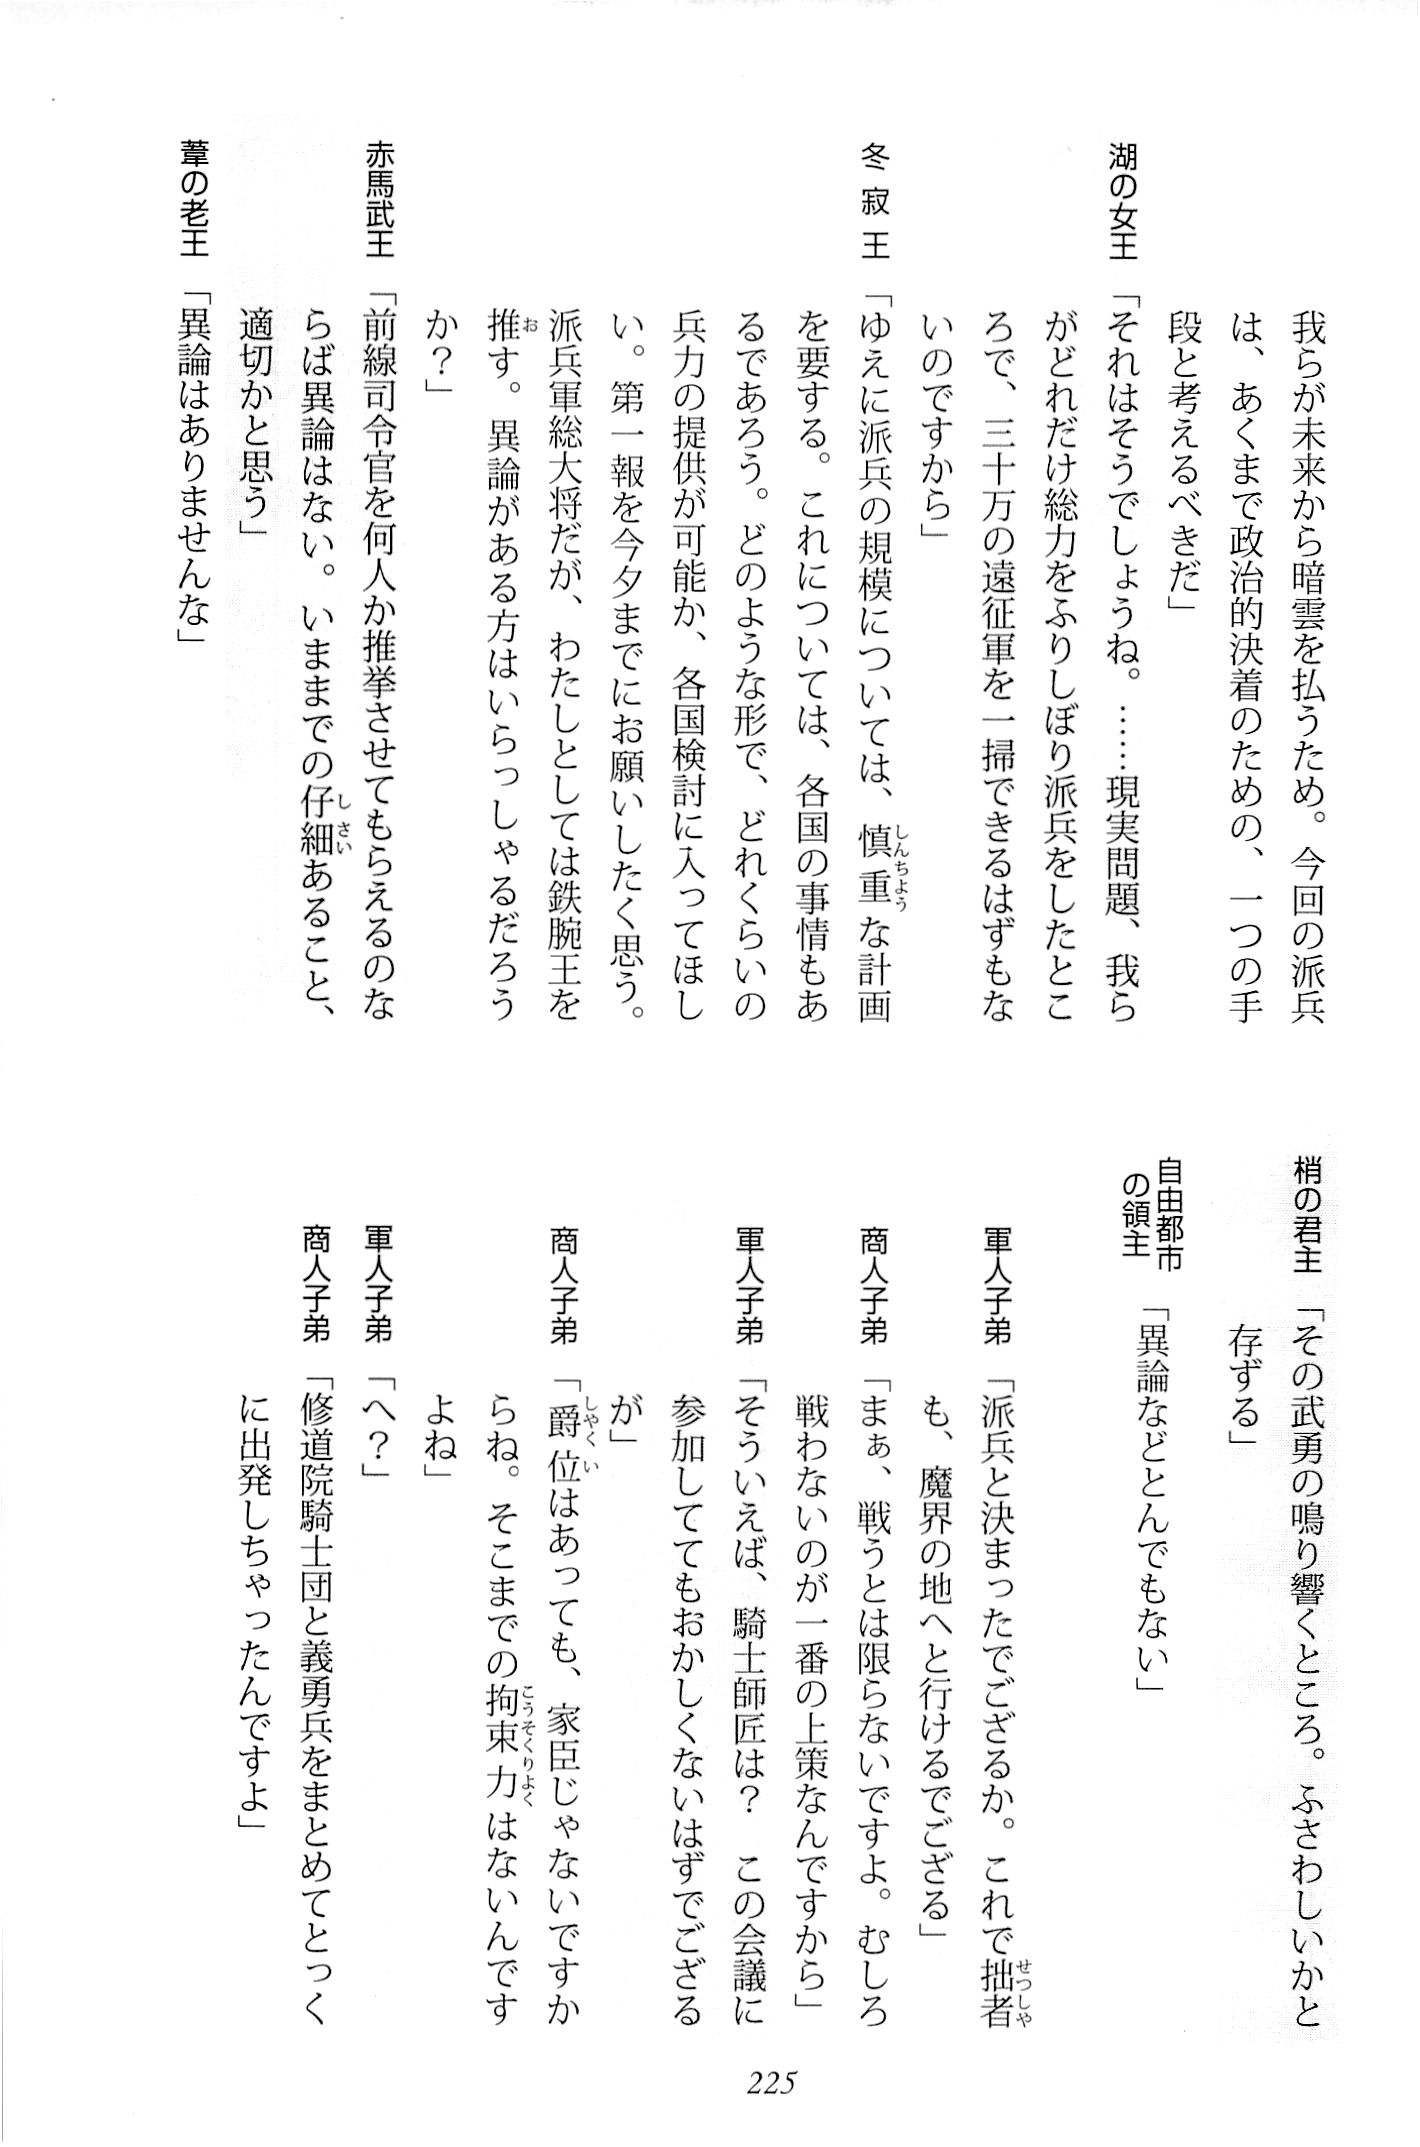 我らが未来から暗雲を払うため。今回の派兵
は、あくまで政治的決着のための、一つの手
段と考えるべきだ」
湖の女王「それはそうでしょうね。……現実問題、我ら
がどれだけ総力をふりしぼり派兵をしたとこ
ろで、三十万の遠征軍を一掃できるはずもな
いのですから」
冬寂王「ゆえに派兵の規模については、慎重な計画
しんちょう
を要する。これについては、各国の事情もあ
るであろう。どのような形で、どれくらいの
兵力の提供が可能か、各国検討に入ってほし
い。第一報を今夕までにお願いしたく思う。
派兵軍総大将だが、わたしとしては鉄腕王を
推す。異論がある方はいらっしゃるだろう
お
か？」
赤馬武王「前線司令官を何人か推挙させてもらえるのな
らば異論はない。いままでの仔細あること、
しさい
適切かと思う」
葦の老王「異論はありませんな」
梢の君主「その武勇の鳴り響くところ。ふさわしいかと
存ずる」
自由都市
の領主「異論などとんでもない」
軍人子弟「派兵と決まったでござるか。これで拙者
せつしゃ
も、魔界の地へと行けるでござる」
商人子弟「まぁ、戦うとは限らないですよ。むしろ
戦わないのが一番の上策なんですから」
軍人子弟「そういえば、騎士師匠は？　この会議に
参加しててもおかしくないはずでござる
が」
商人子弟「爵位はあっても、家臣じゃないですか
しゃくい
らね。そこまでの拘束力はないんです
こうそくりょく
よね」
軍人子弟「へ？」
商人子弟「修道院騎士団と義勇兵をまとめてとっく
に出発しちゃったんですよ」
225